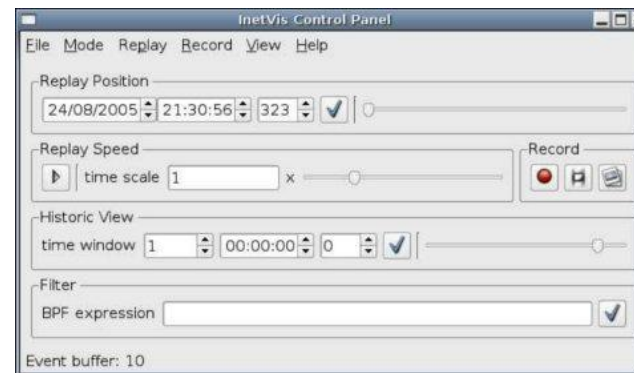 InetVis Control Panel
File Mode Replay Record View Help
Replay Position
24/08/2005 21:30:56 323
Replay Speed
Record
time scale 1 x
Historic View
time window 1 00:00:00 0
Filter
BPF expression
Event buffer: 10